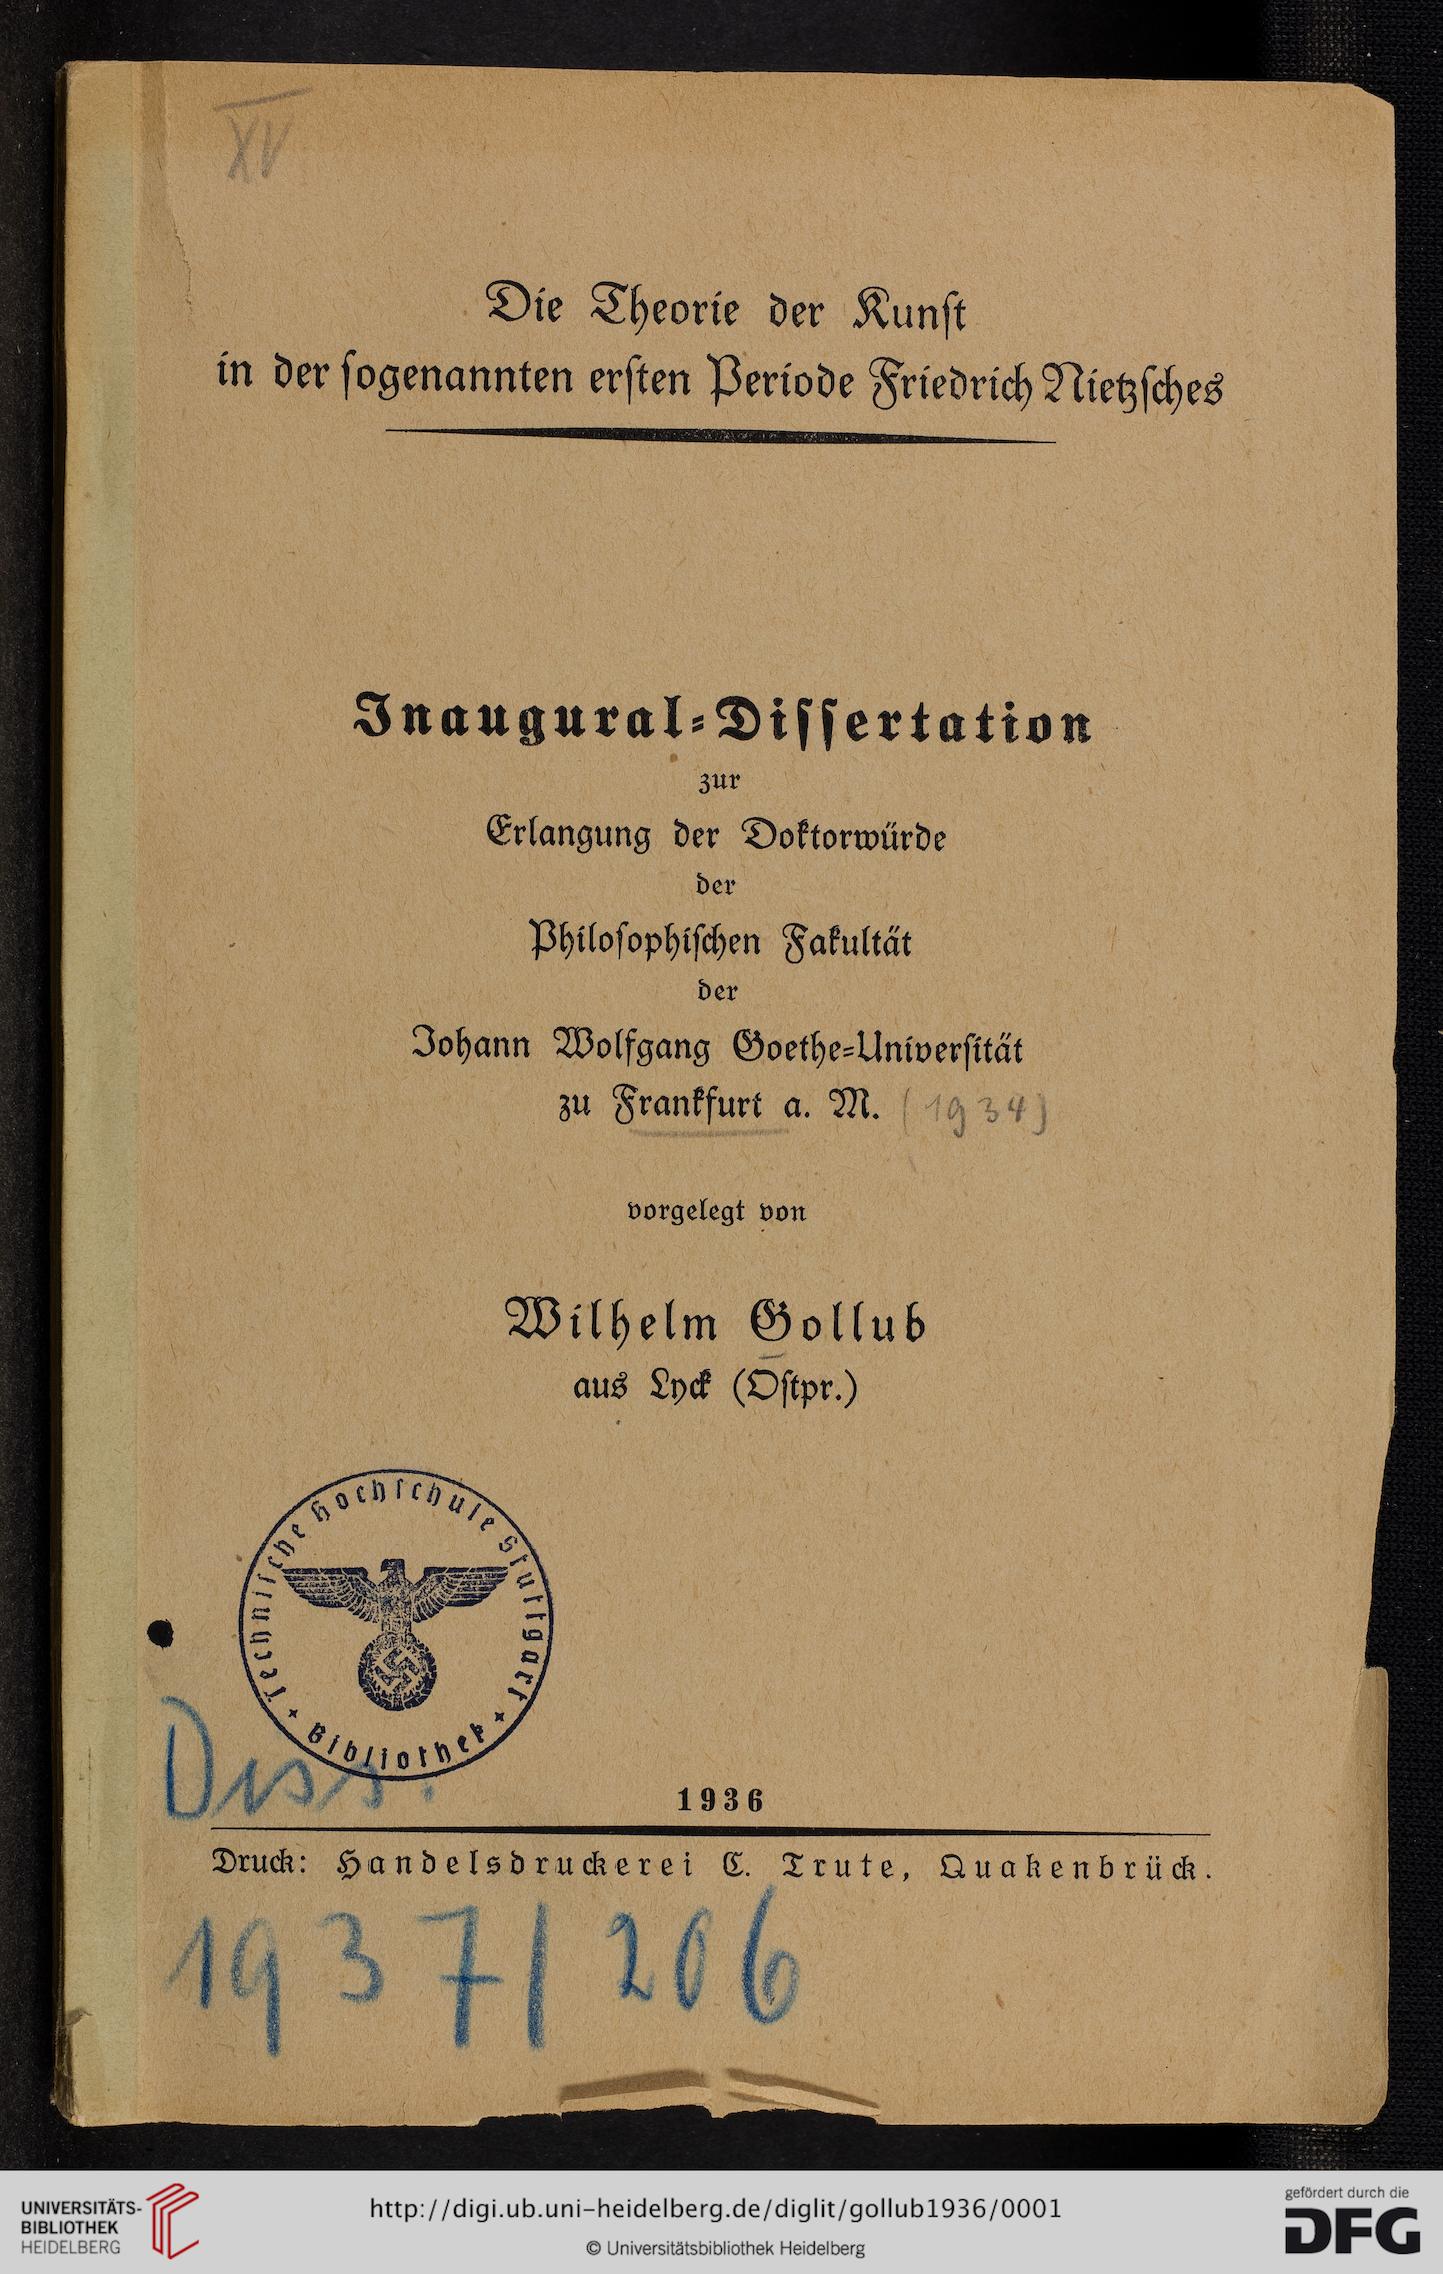 XV
Die Theorie der Kunſt
in der ſogenannten erſten Periode Friedrich Nietzſches
Inaugural-Diſſertation
zur
Erlangung der Doktorwürde
der
Philoſophiſchen Fakultät
der
Johann Wolfgang Goethe-Univerſität
zu Frankfurt a. M. (1934)
vorgelegt von
Wilhelm Gollub
aus Lyck (Oſtpr.)
Techniſche Hochſchule Stuttgart
+ Bibliothek +
Diss.
1936
Druck: Handelsdruckerei C. Trute, Quakenbrück.
1937/206
UNIVERSITÄTS-
BIBLIOTHEK
HEIDELBERG
http://digi.ub.uni-heidelberg.de/diglit/gollub1936/0001
© Universitätsbibliothek Heidelberg
gefördert durch die
DFG